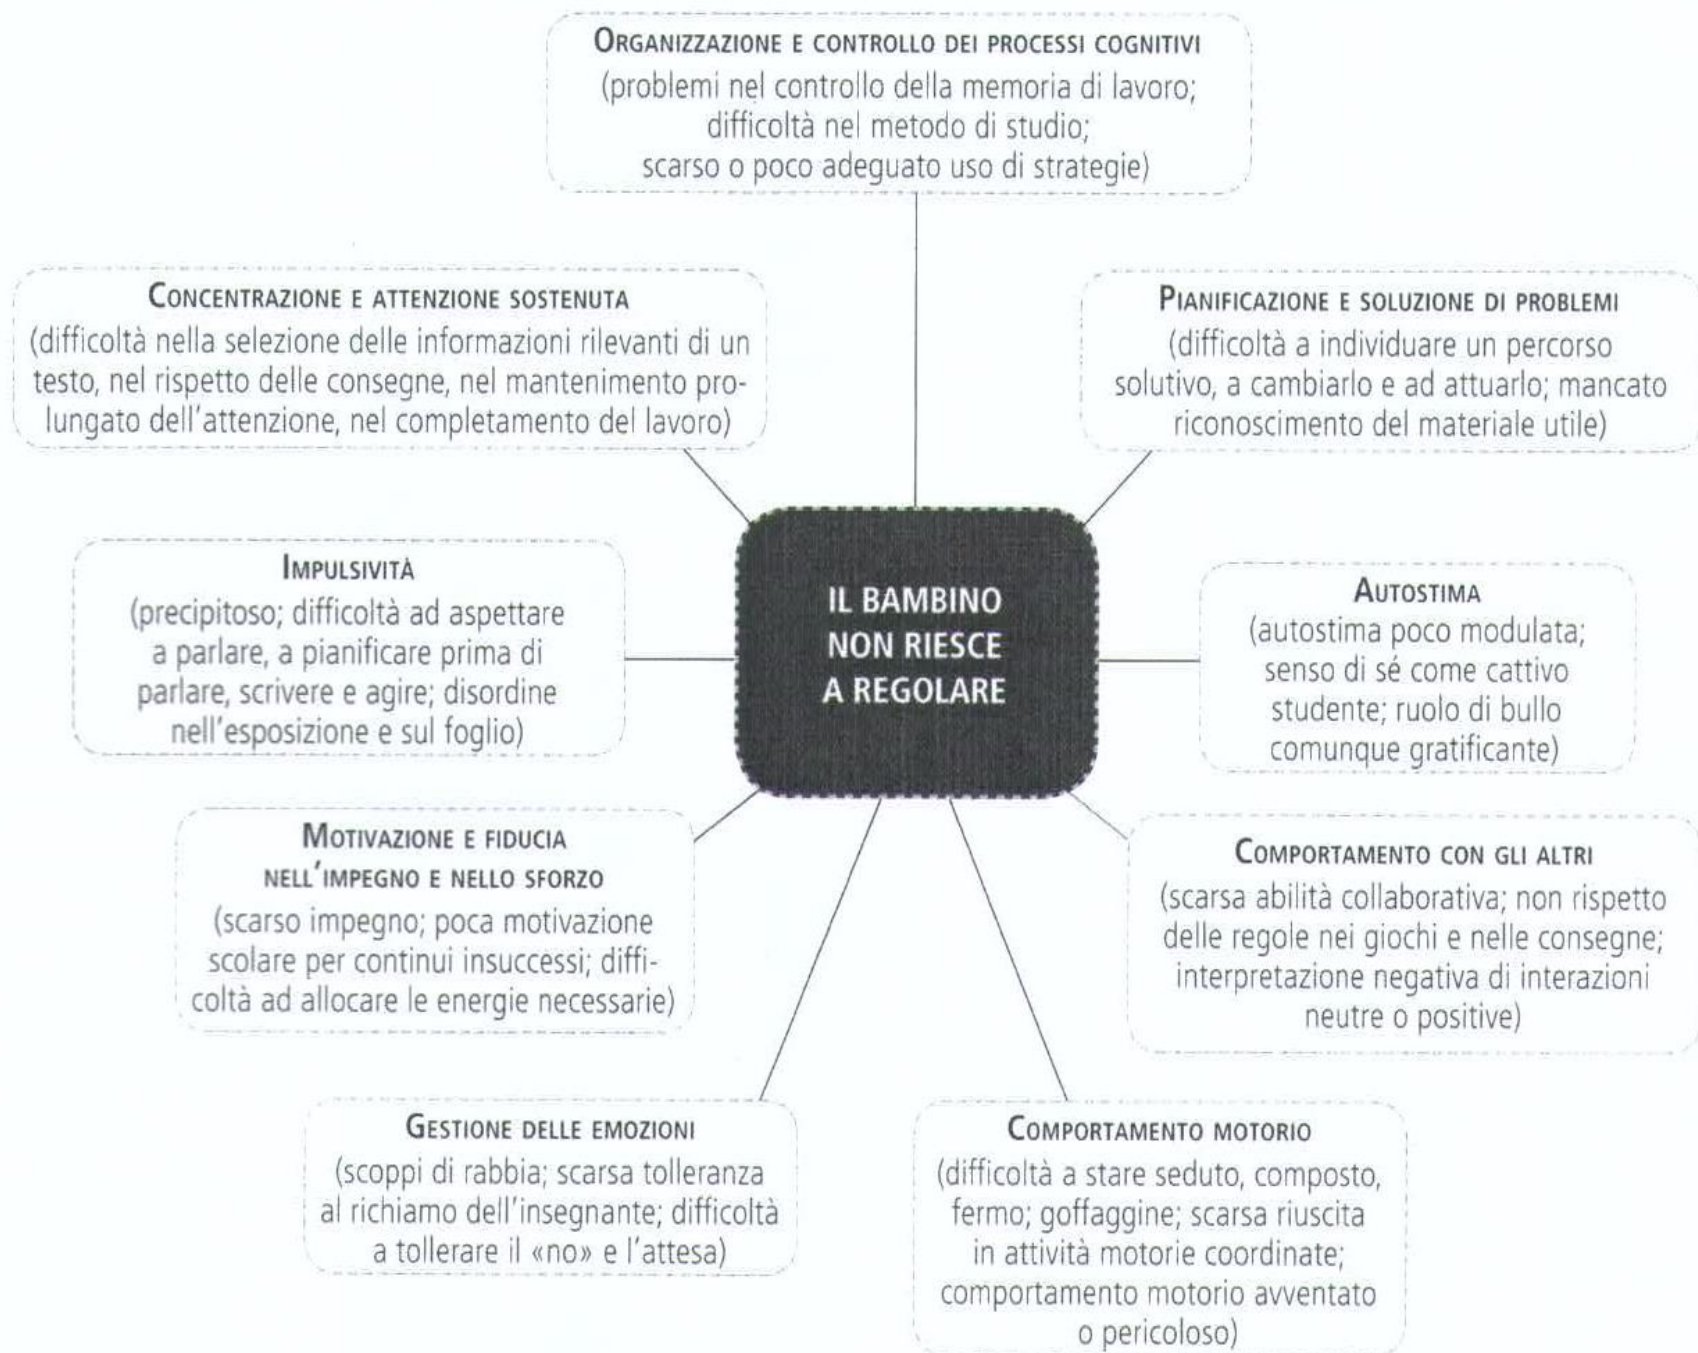 ORGANIZZAZIONE E CONTROLLO DEI PROCESSI COGNITIVI
(problemi nel controllo della memoria di lavoro;
difficoltà nel metodo di studio;
scarso o poco adeguato uso di strategie)
CONCENTRAZIONE E ATTENZIONE SOSTENUTA
(difficoltà nella selezione delle informazioni rilevanti di un
testo, nel rispetto delle consegne, nel mantenimento pro-
lungato dell'attenzione, nel completamento del lavoro)
PIANIFICAZIONE E SOLUZIONE DI PROBLEMI
(difficoltà a individuare un percorso
solutivo, a cambiarlo e ad attuarlo; mancato
riconoscimento del materiale utile)
IMPULSIVITÀ
(precipitoso; difficoltà ad aspettare
a parlare, a pianificare prima di
parlare, scrivere e agire; disordine
nell'esposizione e sul foglio)
IL BAMBINO
NON RIESCE
A REGOLARE
AUTOSTIMA
(autostima poco modulata;
senso di sé come cattivo
studente; ruolo di bullo
comunque gratificante)
MOTIVAZIONE E FIDUCIA
NELL'IMPEGNO E NELLO SFORZO
(scarso impegno; poca motivazione
scolare per continui insuccessi; diffi-
coltà ad allocare le energie necessarie)
COMPORTAMENTO CON GLI ALTRI
(scarsa abilità collaborativa; non rispetto
delle regole nei giochi e nelle consegne;
interpretazione negativa di interazioni
neutre o positive)
GESTIONE DELLE EMOZIONI
(scoppi di rabbia; scarsa tolleranza
al richiamo dell'insegnante; difficoltà
a tollerare il «no» e l'attesa)
COMPORTAMENTO MOTORIO
(difficoltà a stare seduto, composto,
fermo; goffaggine; scarsa riuscita
in attività motorie coordinate;
comportamento motorio avventato
o pericoloso)